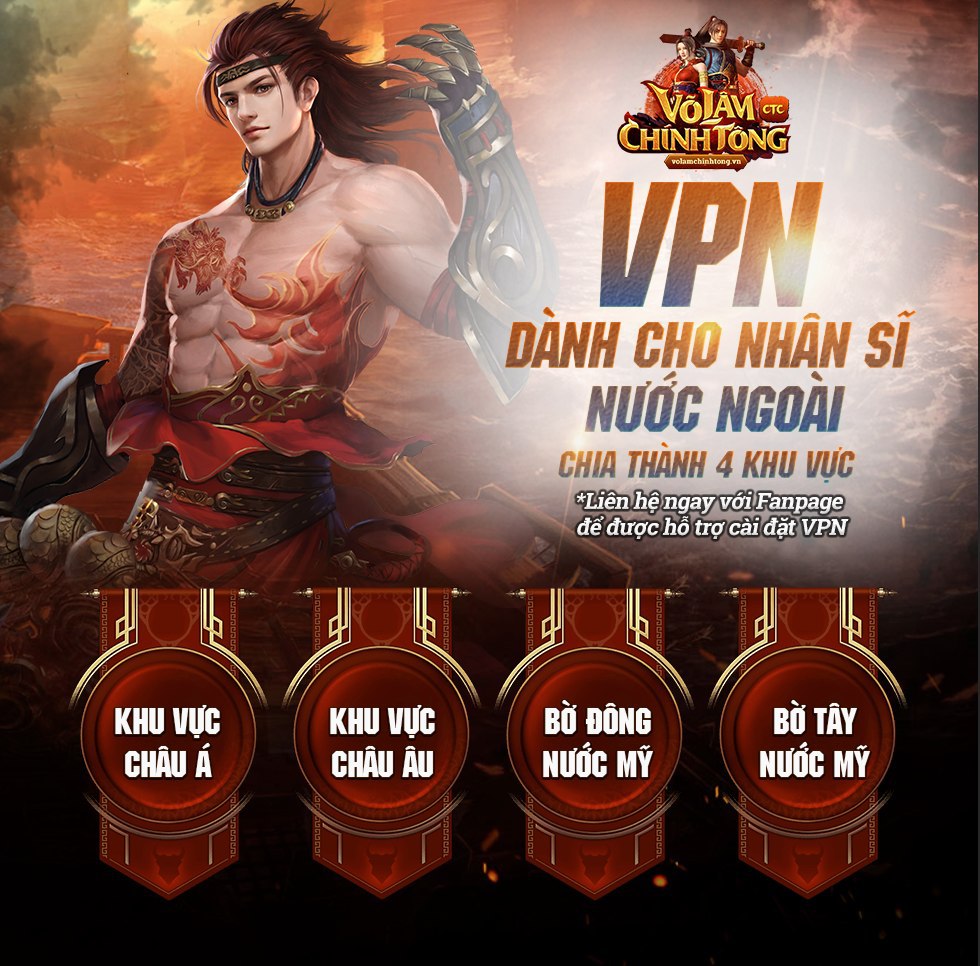 VÕ LÂM CTC
CHÍNH TÔNG
volamchinhtong.vn
VPN
DÀNH CHO NHÂN SĨ
NƯỚC NGOÀI
CHIA THÀNH 4 KHU VỰC
*Liên hệ ngay với Fanpage
để được hỗ trợ cài đặt VPN
KHU VỰC
CHÂU Á
KHU VỰC
CHÂU ÂU
BỜ ĐÔNG
NƯỚC MỸ
BỜ TÂY
NƯỚC MỸ